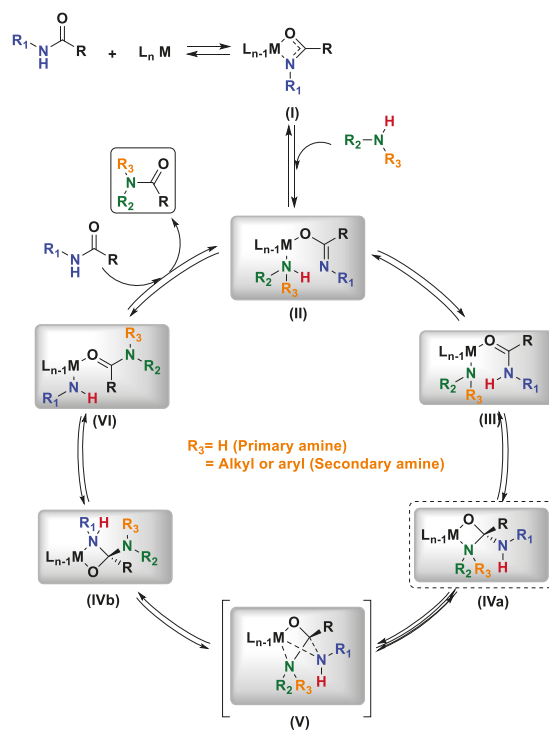 R1 N H O R + Ln M Ln-1M O N R R1
(I)
R2 N H R3
R3 N R2 O R
R1 N H O R
Ln-1M O R R2 N H R3 N R1
(II)
Ln-1M O R R3 N R2 R1 N H
(VI)
Ln-1M O R R2 N R3 H N R1
(III)
R3= H (Primary amine)
= Alkyl or aryl (Secondary amine)
R1 N H Ln-1M O R R3 N R2
(IVb)
Ln-1M O R N R1 H N R2 R3
(IVa)
Ln-1M O R N R1 H N R2 R3
(V)